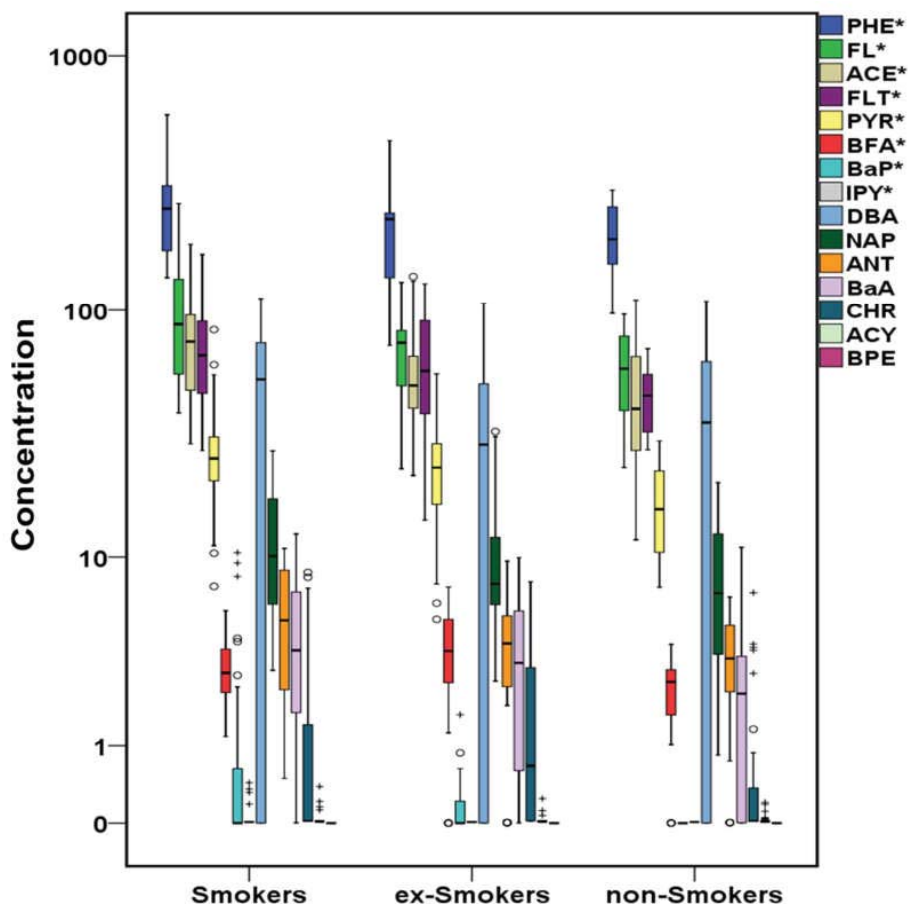 1000
100
10
1
0
Concentration
Smokers
ex-Smokers
non-Smokers
PHE*
FL*
ACE*
FLT*
PYR*
BFA*
BaP*
IPY*
DBA
NAP
ANT
BaA
CHR
ACY
BPE